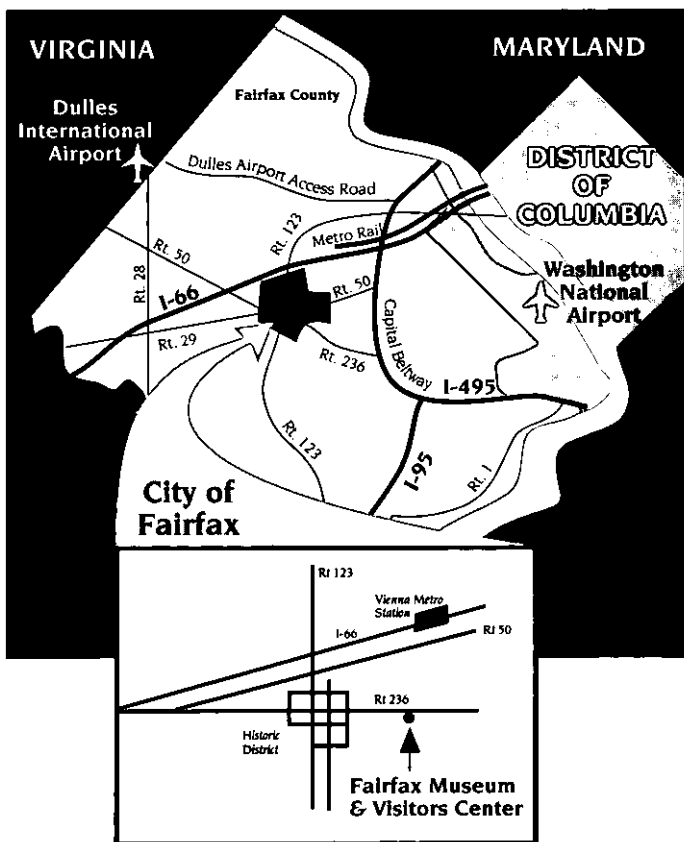 VIRGINIA
MARYLAND
Fairfax County
Dulles
International
Airport
Dulles Airport Access Road
DISTRICT
OF
COLUMBIA
Rt. 123
Metro Rail
Rt. 50
Rt. 28
I-66
Rt. 50
Washington
National
Airport
Rt. 29
Rt. 236
Capital Beltway
I-495
Rt. 123
I-95
Rt. 1
City of
Fairfax
Rt 123
Vienna Metro
Station
I-66
Rt 50
Rt 236
Historic
District
Fairfax Museum
& Visitors Center